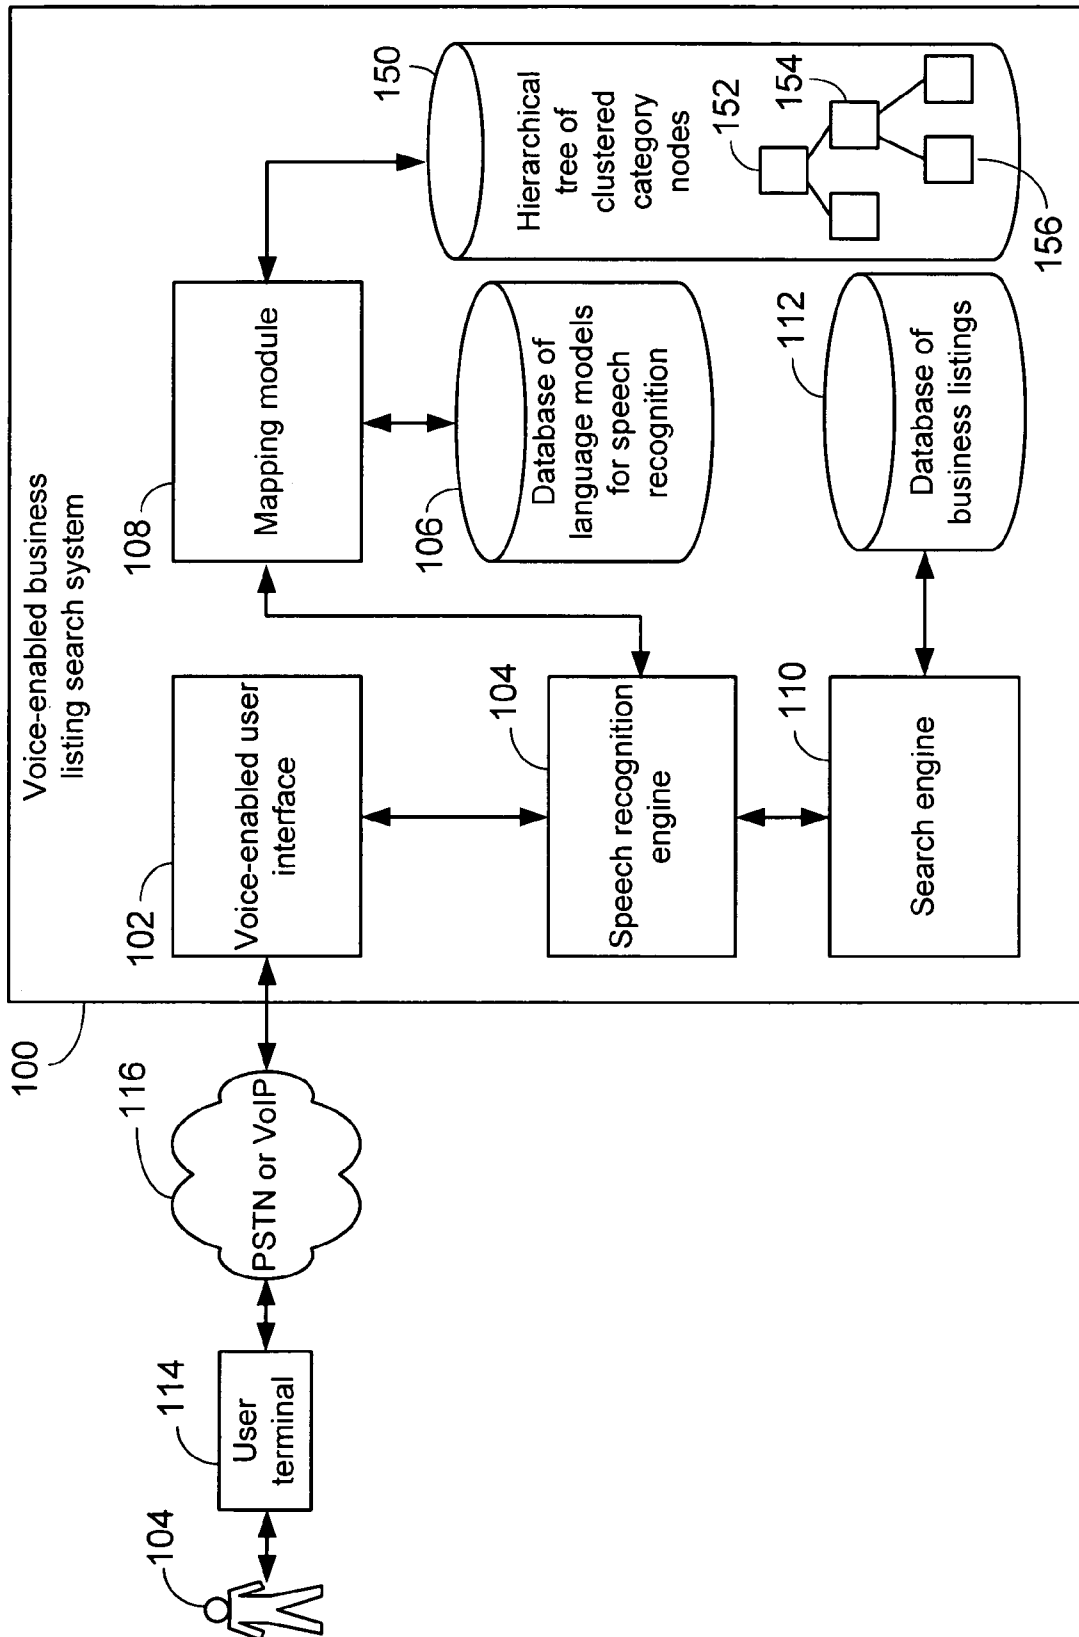 Voice-enabled business
listing search system
100
104
User
terminal
114
PSTN or VoIP
116
102
Voice-enabled user
interface
108
Mapping module
150
Hierarchical
tree of
clustered
category
nodes
152
154
156
106
Database of
language models
for speech
recognition
104
Speech recognition
engine
110
Search engine
112
Database of
business listings